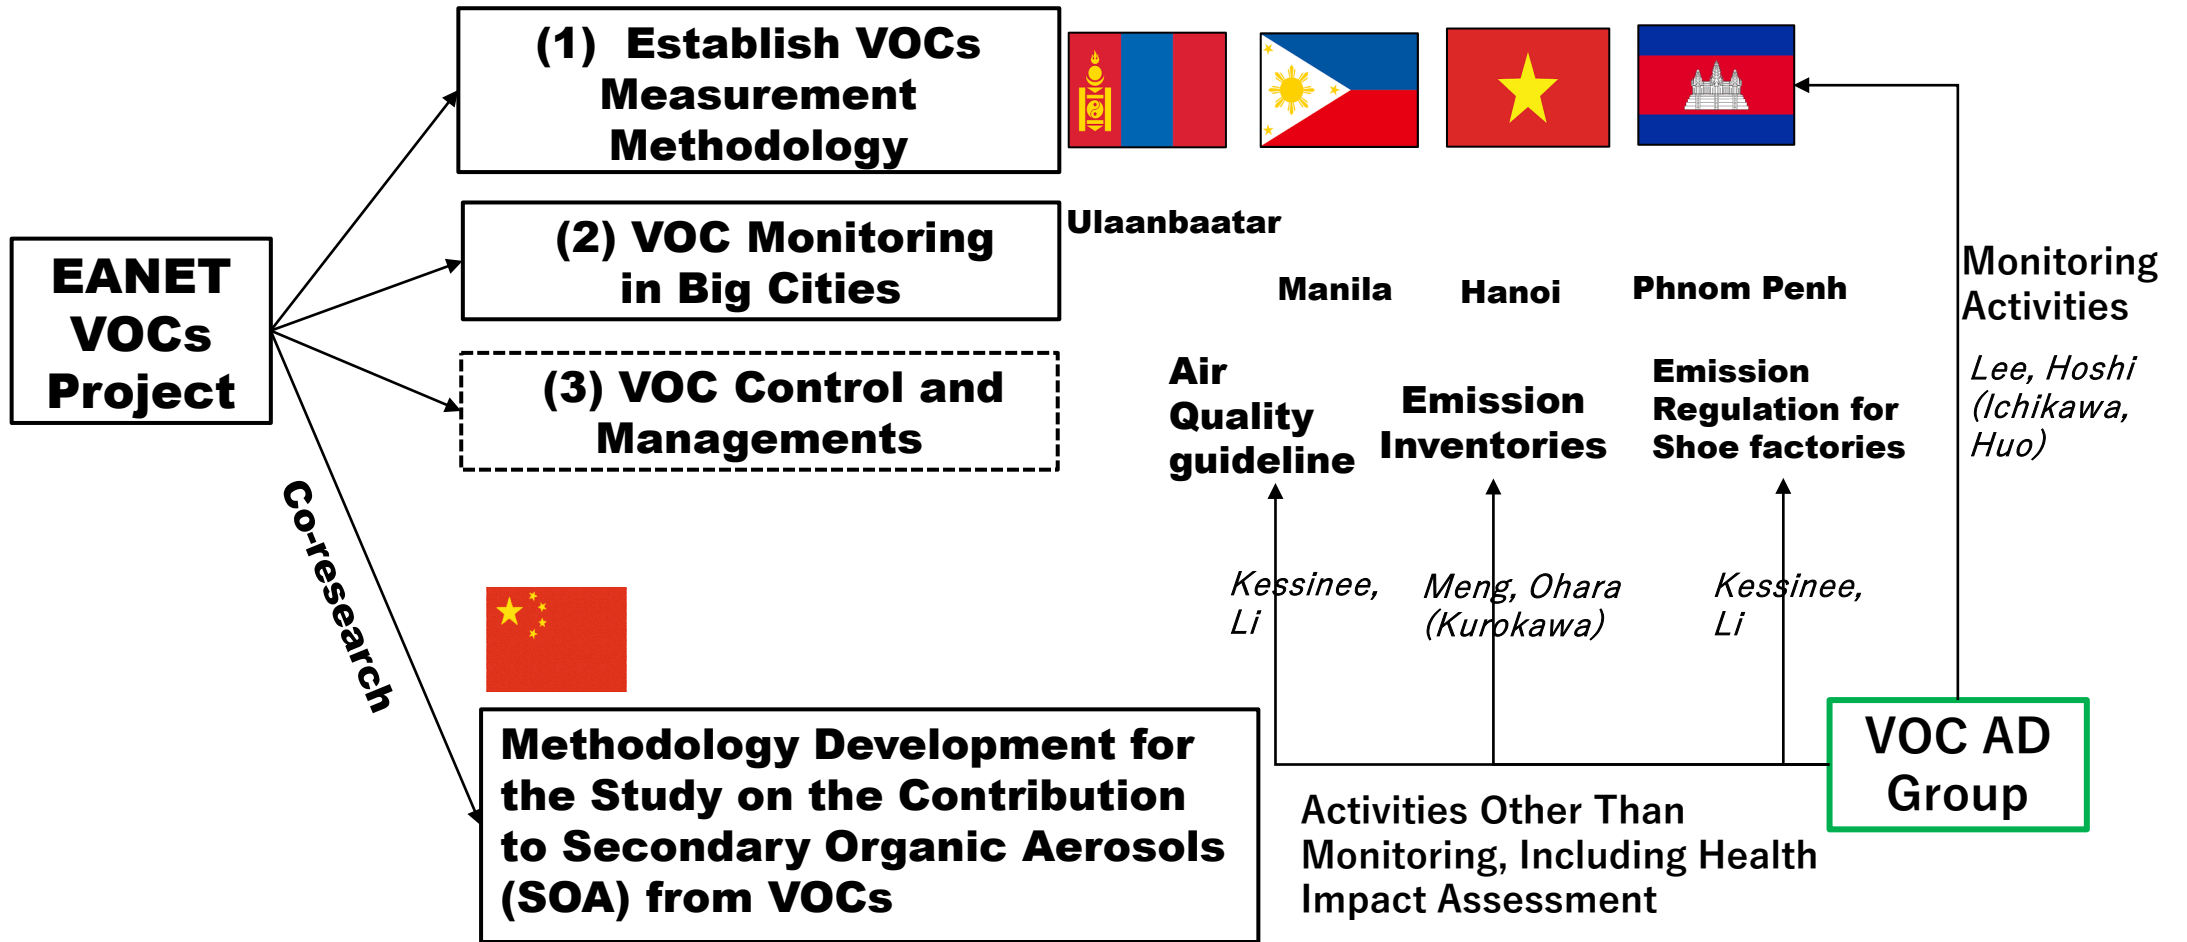 (1) Establish VOCs
Measurement
Methodology
EANET
VOCs
Project
(2) VOC Monitoring
in Big Cities
Ulaanbaatar
Manila
Hanoi
Phnom Penh
(3) VOC Control and
Managements
Air
Quality
guideline
Emission
Inventories
Emission
Regulation for
Shoe factories
Monitoring
Activities
Lee, Hoshi
(Ichikawa,
Huo)
Co-research
Kessinee,
Li
Meng, Ohara
(Kurokawa)
Kessinee,
Li
Methodology Development for
the Study on the Contribution
to Secondary Organic Aerosols
(SOA) from VOCs
VOC AD
Group
Activities Other Than
Monitoring, Including Health
Impact Assessment